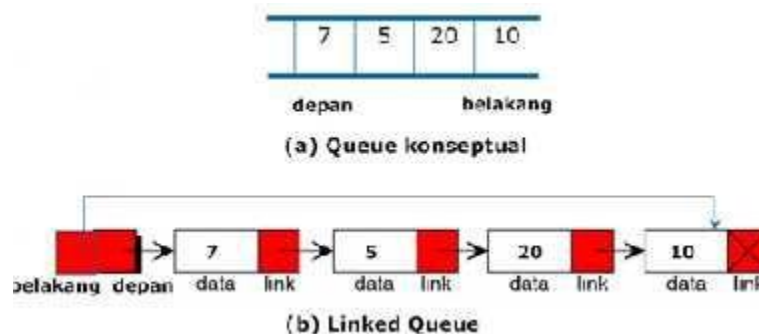 7 5 20 10
depan belakang
(a) Queue konseptual
7 5 20 10
belakang depan data link data link data link data link
(b) Linked Queue